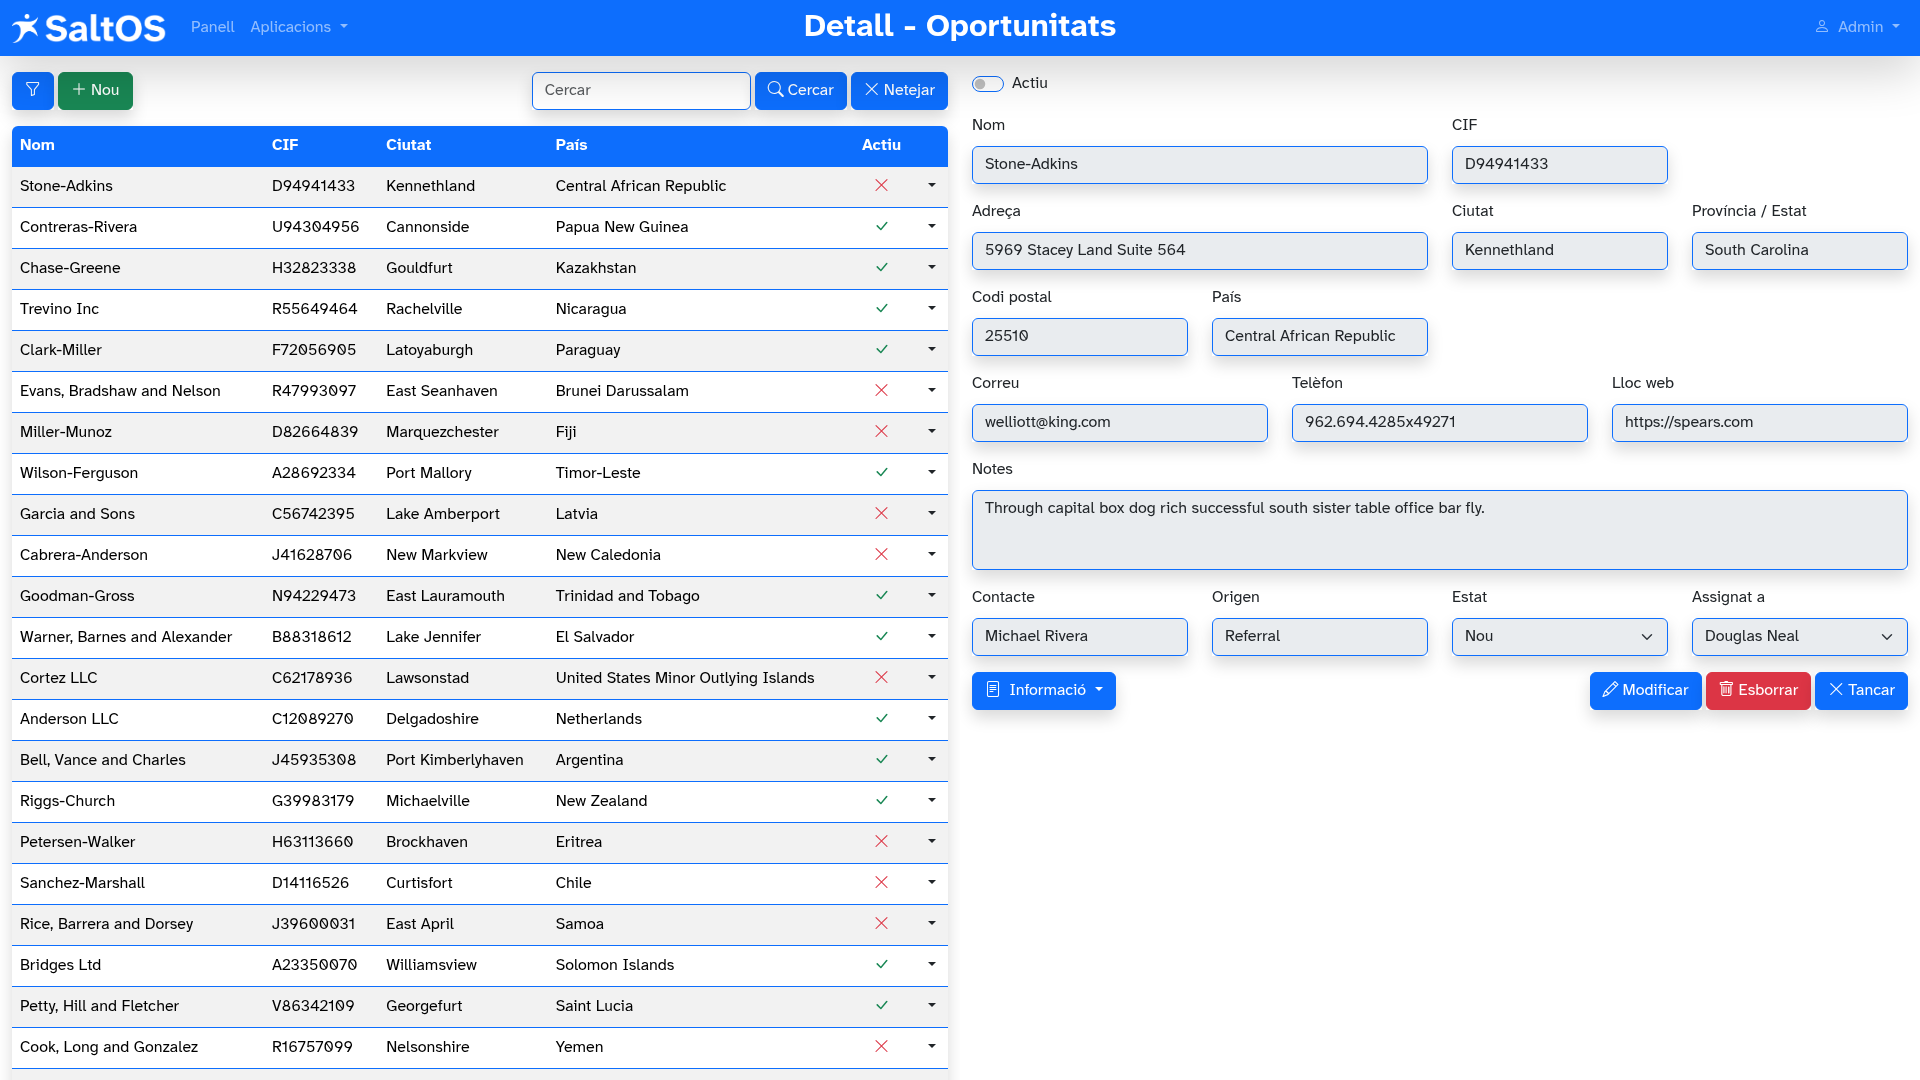 SaltOS Panell Aplicacions Detall - Oportunitats Admin
Nou Cercar Cercar Netejar
Nom CIF Ciutat País Actiu
Stone-Adkins D94941433 Kennethland Central African Republic
Contreras-Rivera U94304956 Cannonside Papua New Guinea
Chase-Greene H32823338 Gouldfurt Kazakhstan
Trevino Inc R55649464 Rachelville Nicaragua
Clark-Miller F72056905 Latoyaburgh Paraguay
Evans, Bradshaw and Nelson R47993097 East Seanhaven Brunei Darussalam
Miller-Munoz D82664839 Marquezchester Fiji
Wilson-Ferguson A28692334 Port Mallory Timor-Leste
Garcia and Sons C56742395 Lake Amberport Latvia
Cabrera-Anderson J41628706 New Markview New Caledonia
Goodman-Gross N94229473 East Lauramouth Trinidad and Tobago
Warner, Barnes and Alexander B88318612 Lake Jennifer El Salvador
Cortez LLC C62178936 Lawsonstad United States Minor Outlying Islands
Anderson LLC C12089270 Delgadoshire Netherlands
Bell, Vance and Charles J45935308 Port Kimberlyhaven Argentina
Riggs-Church G39983179 Michaelville New Zealand
Petersen-Walker H63113660 Brockhaven Eritrea
Sanchez-Marshall D14116526 Curtisfort Chile
Rice, Barrera and Dorsey J39600031 East April Samoa
Bridges Ltd A23350070 Williamsview Solomon Islands
Petty, Hill and Fletcher V86342109 Georgefurt Saint Lucia
Cook, Long and Gonzalez R16757099 Nelsonshire Yemen
Actiu
Nom CIF
Stone-Adkins D94941433
Adreça Ciutat Província / Estat
5969 Stacey Land Suite 564 Kennethland South Carolina
Codi postal País
25510 Central African Republic
Correu Telèfon Lloc web
welliott@king.com 962.694.4285x49271 https://spears.com
Notes
Through capital box dog rich successful south sister table office bar fly.
Contacte Origen Estat Assignat a
Michael Rivera Referral Nou Douglas Neal
Informació Modificar Esborrar Tancar